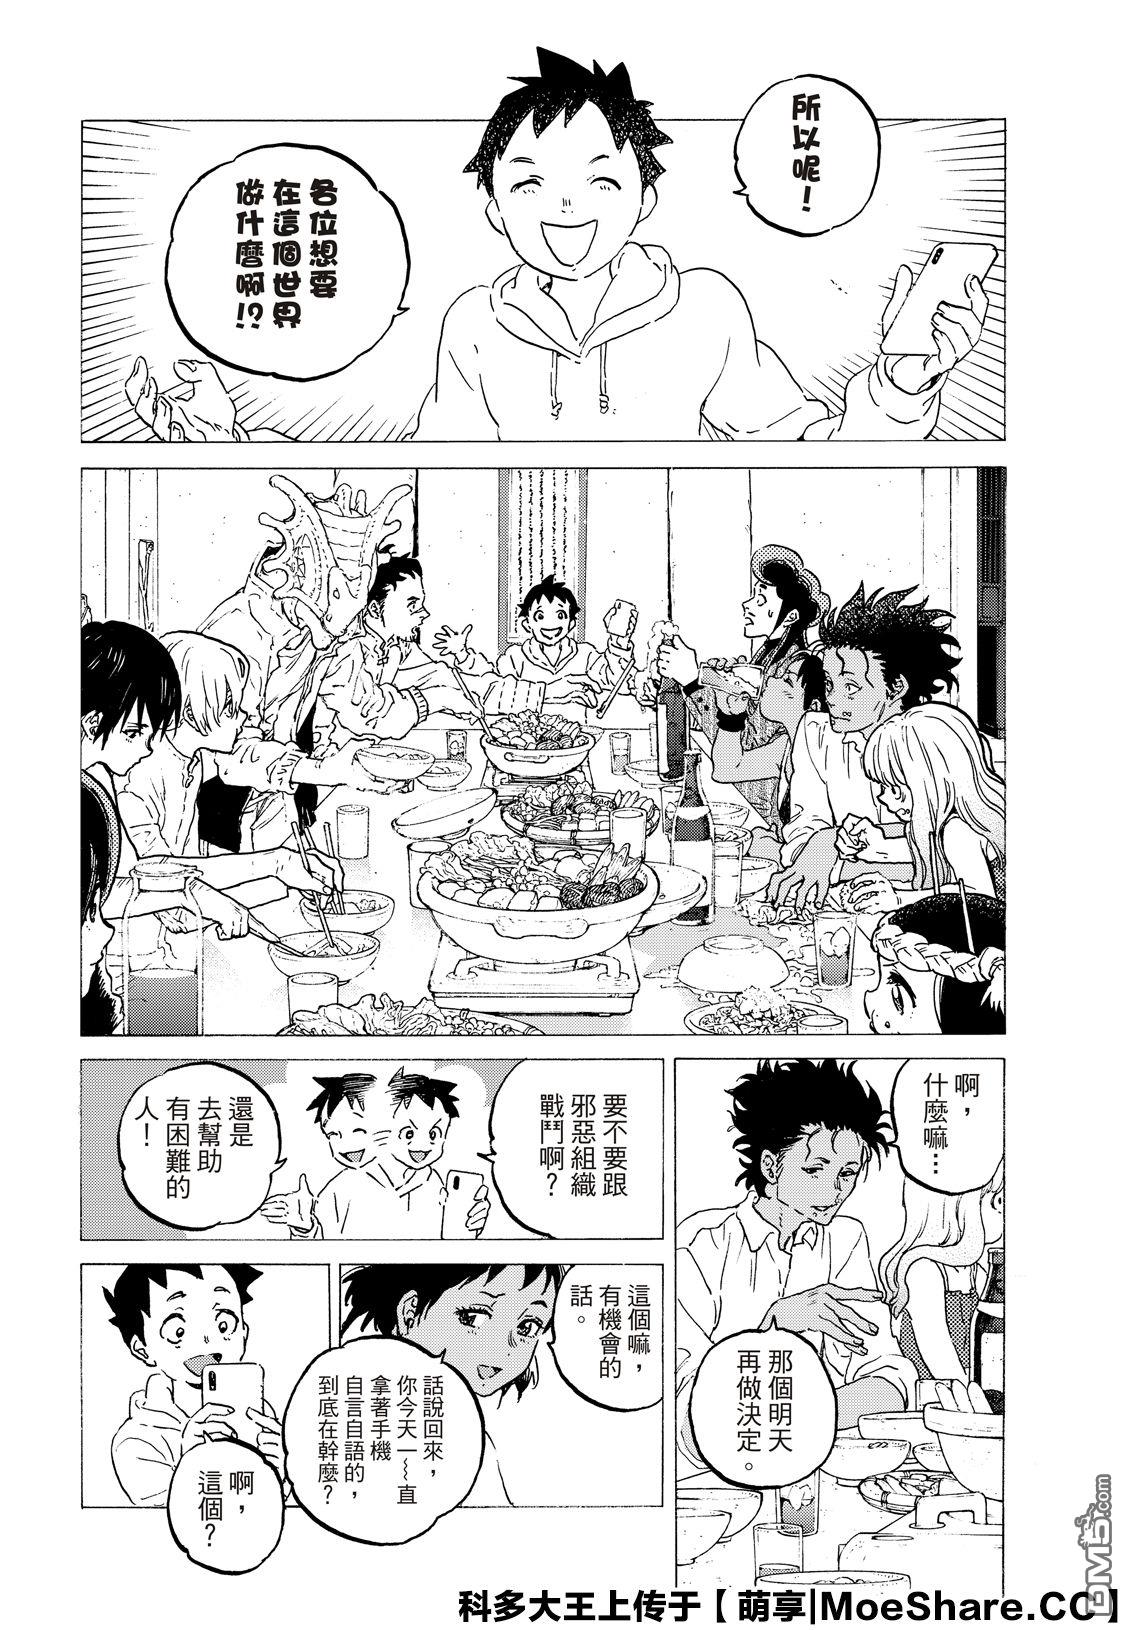 所以呢！
各位想要
在這個世界
做什麼啊!?
啊，
什麼嘛…
那個明天
再做決定。
要不要跟
邪惡組織
戰鬥啊？
還是
去幫助
有困難的
人！
這個嘛，
有機會的
話。
話說回來，
你今天一～直
拿著手機
自言自語的，
到底在幹麼？
啊，
這個？
DM5.com
科多大王上传于【萌享|MoeShare.CC】